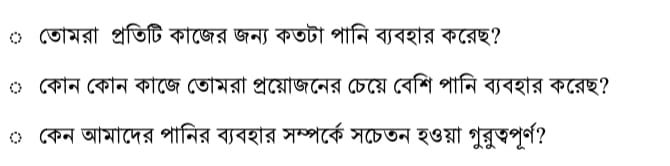 ○ তোমরা প্রতিটি কাজের জন্য কতটা পানি ব্যবহার করেছ?
○ কোন কোন কাজে তোমরা প্রয়োজনের চেয়ে বেশি পানি ব্যবহার করেছ?
○ কেন আমাদের পানির ব্যবহার সম্পর্কে সচেতন হওয়া গুরুত্বপূর্ণ?